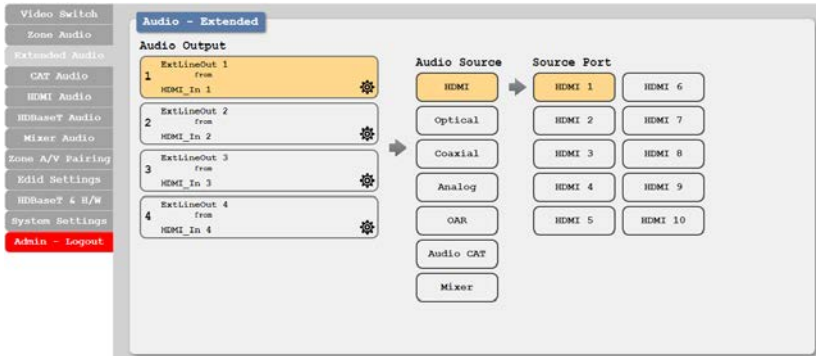 Video Switch
Zone Audio
Extended Audio
CAT Audio
HDMI Audio
HDBaseT Audio
Mixer Audio
Zone A/V Pairing
Edid Settings
HDBaseT & H/W
System Settings
Admin - Logout
Audio - Extended
Audio Output
1
ExtLineOut 1
from
HDMI_In 1
2
ExtLineOut 2
from
HDMI_In 2
3
ExtLineOut 3
from
HDMI_In 3
4
ExtLineOut 4
from
HDMI_In 4
Audio Source
HDMI
Optical
Coaxial
Analog
OAR
Audio CAT
Mixer
Source Port
HDMI 1
HDMI 6
HDMI 2
HDMI 7
HDMI 3
HDMI 8
HDMI 4
HDMI 9
HDMI 5
HDMI 10